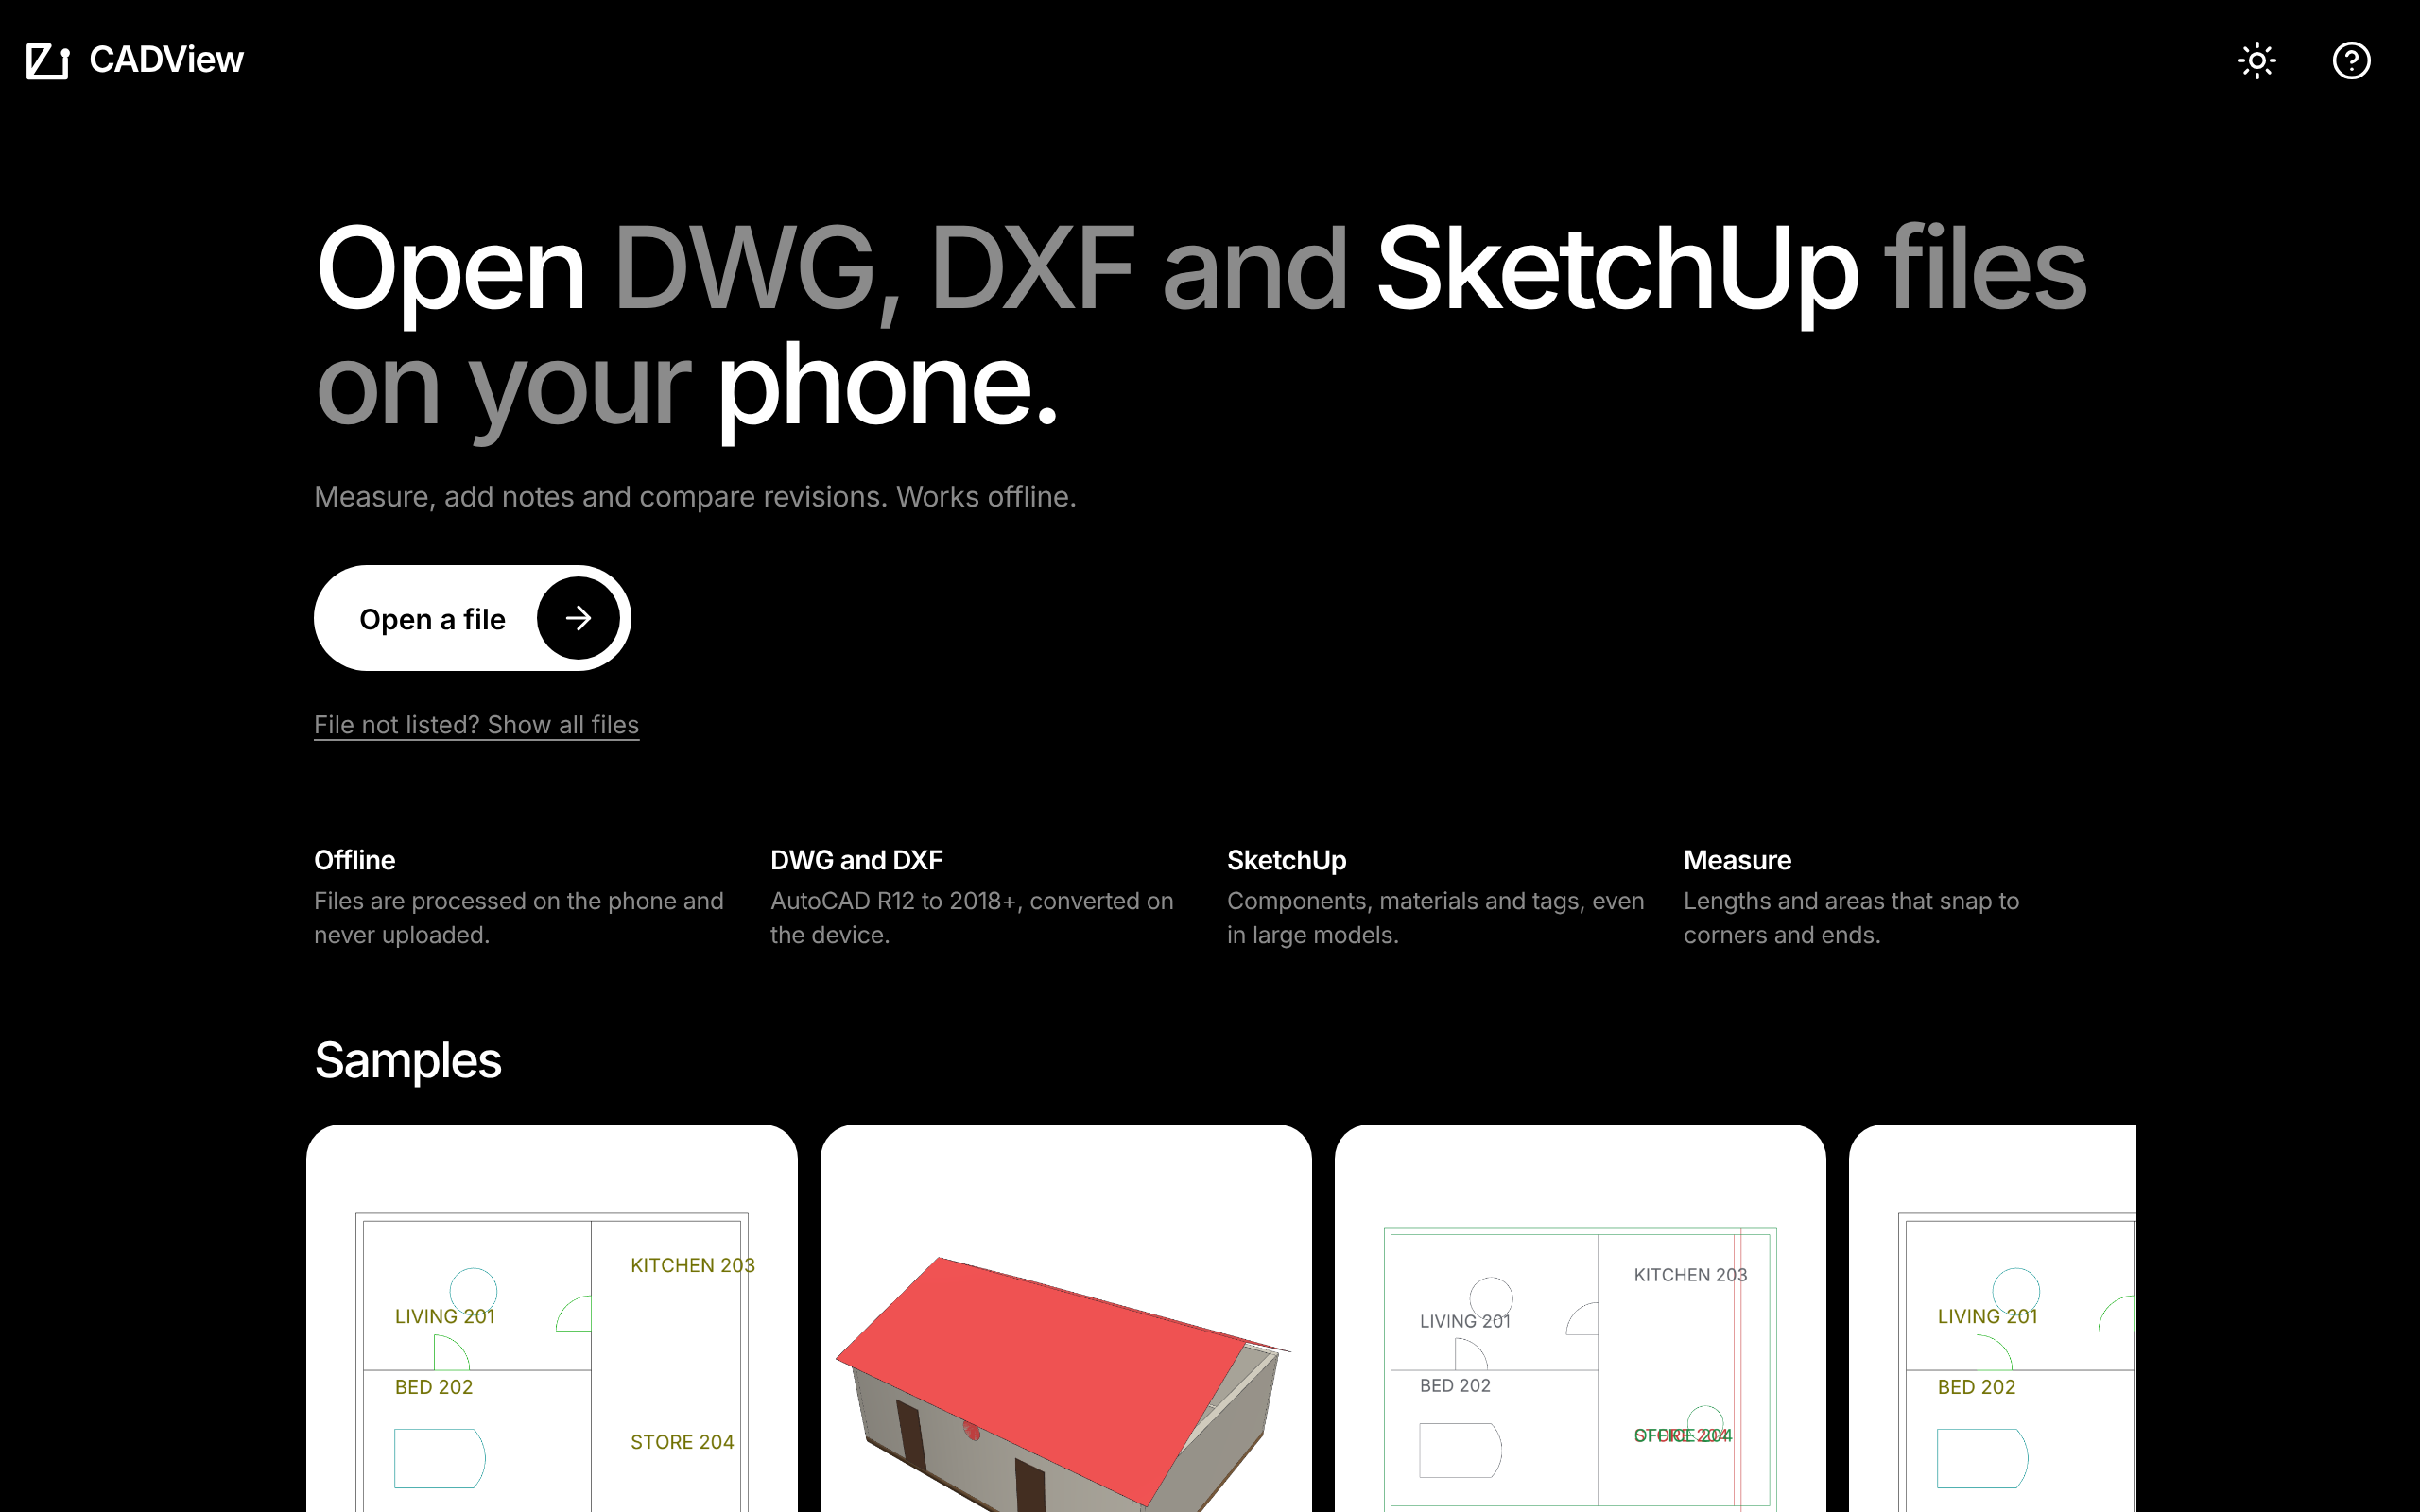 CADView
Open DWG, DXF and SketchUp files
on your phone.
Measure, add notes and compare revisions. Works offline.
Open a file
File not listed? Show all files
Offline
Files are processed on the phone and
never uploaded.
DWG and DXF
AutoCAD R12 to 2018+, converted on
the device.
SketchUp
Components, materials and tags, even
in large models.
Measure
Lengths and areas that snap to
corners and ends.
Samples
KITCHEN 203
LIVING 201
BED 202
STORE 204
KITCHEN 203
LIVING 201
BED 202
LIVING 201
BED 202